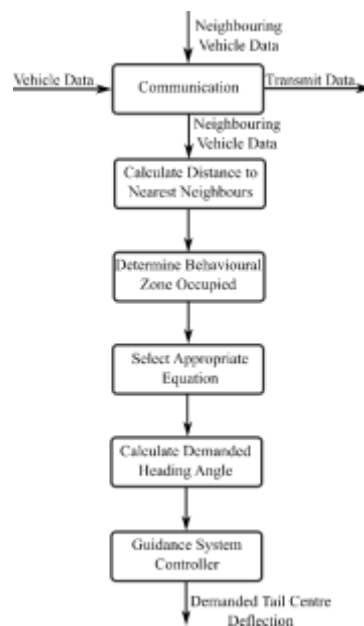 Neighbouring
Vehicle Data
Vehicle Data
Communication
Transmit Data
Neighbouring
Vehicle Data
Calculate Distance to
Nearest Neighbours
Determine Behavioural
Zone Occupied
Select Appropriate
Equation
Calculate Demanded
Heading Angle
Guidance System
Controller
Demanded Tail Centre
Deflection